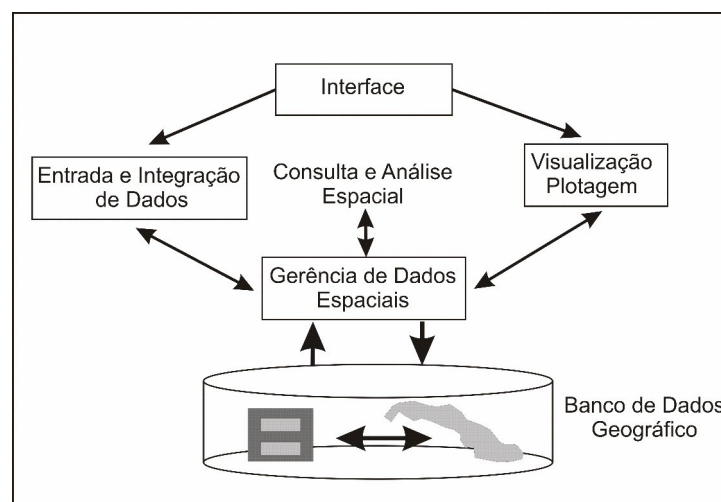 Interface
Entrada e Integração
de Dados
Consulta e Análise
Espacial
Visualização
Plotagem
Gerência de Dados
Espaciais
Banco de Dados
Geográfico